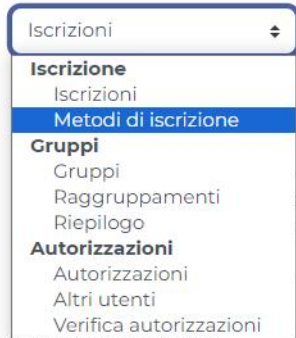 Iscrizioni
Iscrizione
Iscrizioni
Metodi di iscrizione
Gruppi
Gruppi
Raggruppamenti
Riepilogo
Autorizzazioni
Autorizzazioni
Altri utenti
Verifica autorizzazioni